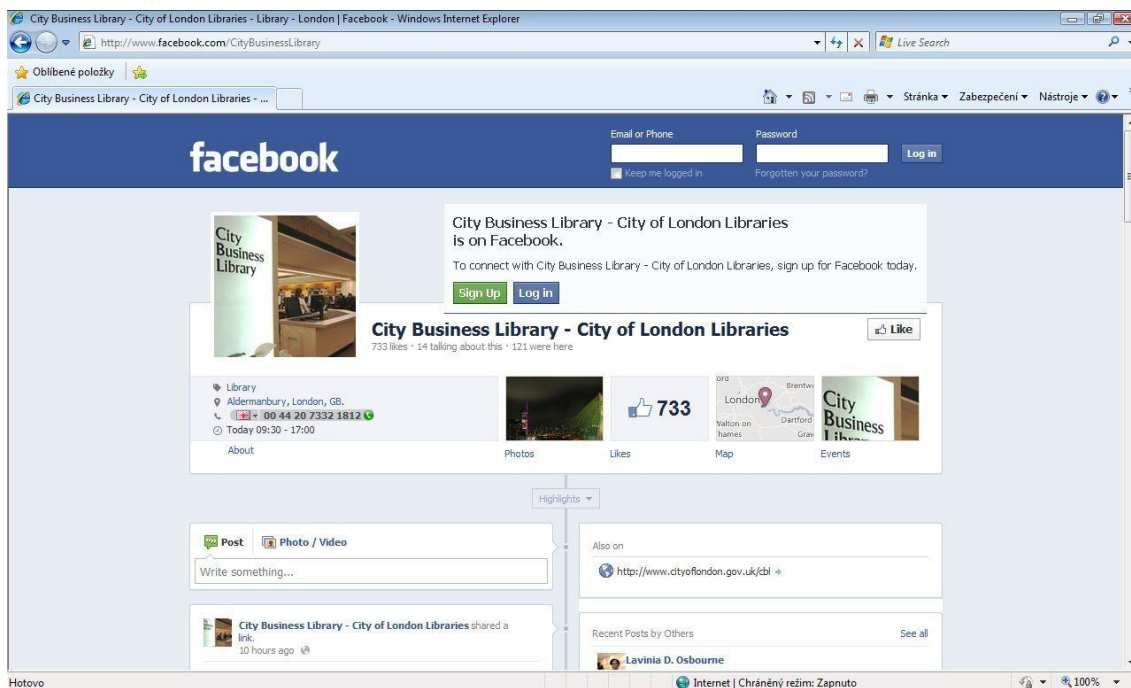 City Business Library - City of London Libraries - Library - London | Facebook - Windows Internet Explorer
http://www.facebook.com/CityBusinessLibrary
Live Search
Oblíbené položky
City Business Library - City of London Libraries - ...
Stránka Zabezpečení Nástroje
facebook
Email or Phone Password
Log in
Keep me logged in Forgotten your password?
City
Business
Library
City Business Library - City of London Libraries
is on Facebook.
To connect with City Business Library - City of London Libraries, sign up for Facebook today.
Sign Up Log in
City Business Library - City of London Libraries
Like
733 likes · 14 talking about this · 121 were here
Library
Aldermanbury, London, GB.
00 44 20 7332 1812
Today 09:30 - 17:00
About
Photos
733
Likes
ord
Brentwo
London
Dartford
Walton on
hames
Grav
Map
City
Business
Library
Events
Highlights
Post Photo / Video
Write something...
Also on
http://www.cityoflondon.gov.uk/cbl
City Business Library - City of London Libraries shared a
link.
10 hours ago
Recent Posts by Others See all
Lavinia D. Osbourne
Hotovo
Internet | Chráněný režim: Zapnuto
100%